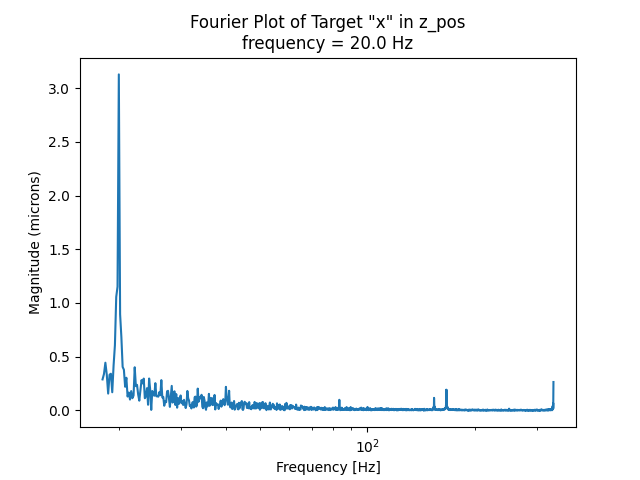 Fourier Plot of Target "x" in z_pos
frequency = 20.0 Hz
Magnitude (microns)
3.0
2.5
2.0
1.5
1.0
0.5
0.0
10²
Frequency [Hz]